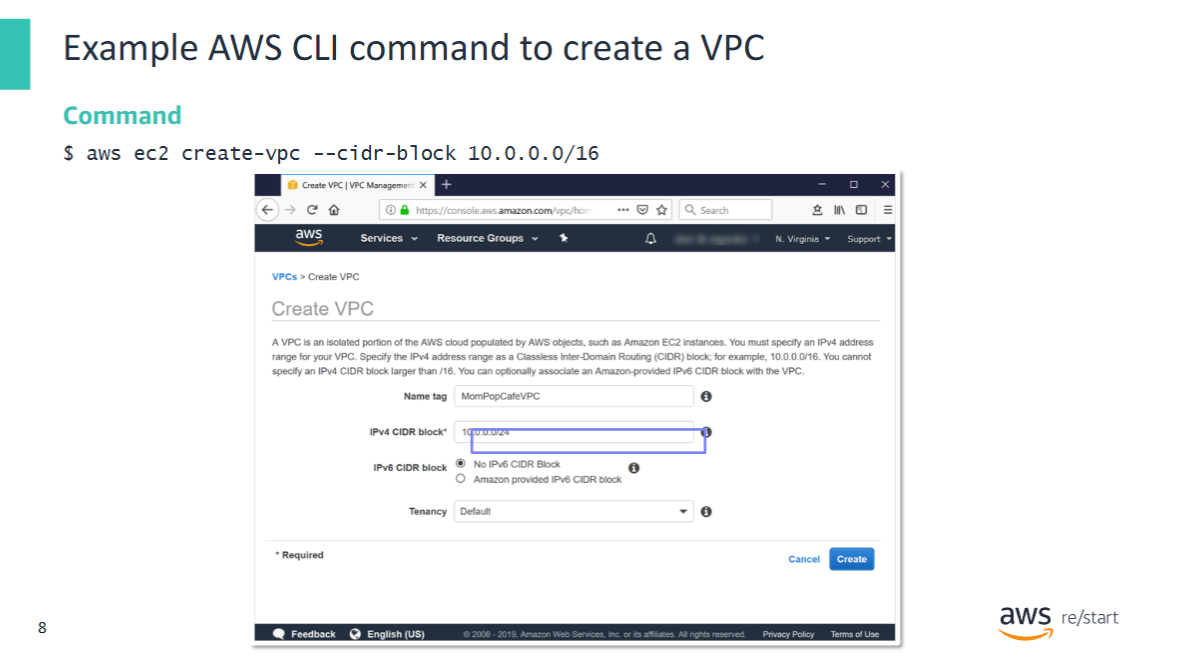 Example AWS CLI command to create a VPC
Command
$ aws ec2 create-vpc --cidr-block 10.0.0.0/16
Create VPC | VPC Management
https://console.aws.amazon.com/vpc/hom
Search
aws Services Resource Groups N. Virginia Support
VPCs > Create VPC
Create VPC
A VPC is an isolated portion of the AWS cloud populated by AWS objects, such as Amazon EC2 instances. You must specify an IPv4 address
range for your VPC. Specify the IPv4 address range as a Classless Inter-Domain Routing (CIDR) block; for example, 10.0.0.0/16. You cannot
specify an IPv4 CIDR block larger than /16. You can optionally associate an Amazon-provided IPv6 CIDR block with the VPC.
Name tag MomPopCafeVPC
IPv4 CIDR block* 10.0.0.0/24
IPv6 CIDR block No IPv6 CIDR Block
Amazon provided IPv6 CIDR block
Tenancy Default
* Required
Cancel Create
Feedback English (US) © 2008 - 2019, Amazon Web Services, Inc. or its affiliates. All rights reserved. Privacy Policy Terms of Use
8
aws re/start